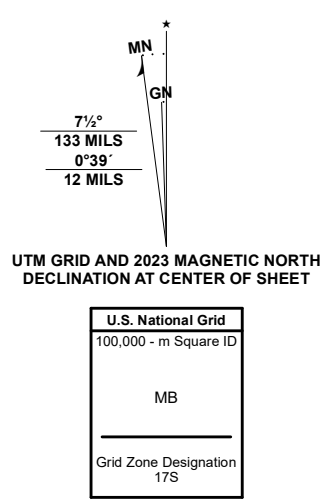 MN
GN
7½°
133 MILS
0°39´
12 MILS
UTM GRID AND 2023 MAGNETIC NORTH
DECLINATION AT CENTER OF SHEET
U.S. National Grid
100,000 - m Square ID
MB
Grid Zone Designation
17S